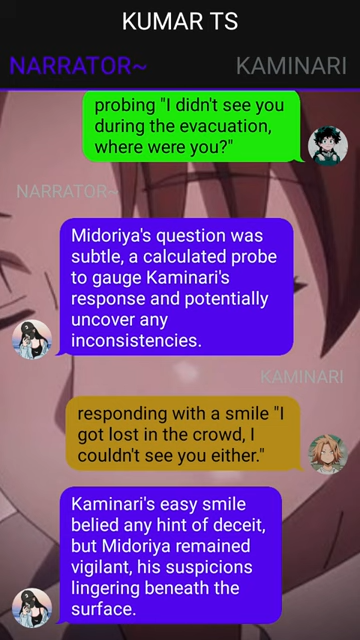 KUMAR TS
NARRATOR~ KAMINARI
probing "I didn't see you
during the evacuation,
where were you?"
NARRATOR~
Midoriya's question was
subtle, a calculated probe
to gauge Kaminari's
response and potentially
uncover any
inconsistencies.
KAMINARI
responding with a smile "I
got lost in the crowd, I
couldn't see you either."
Kaminari's easy smile
belied any hint of deceit,
but Midoriya remained
vigilant, his suspicions
lingering beneath the
surface.